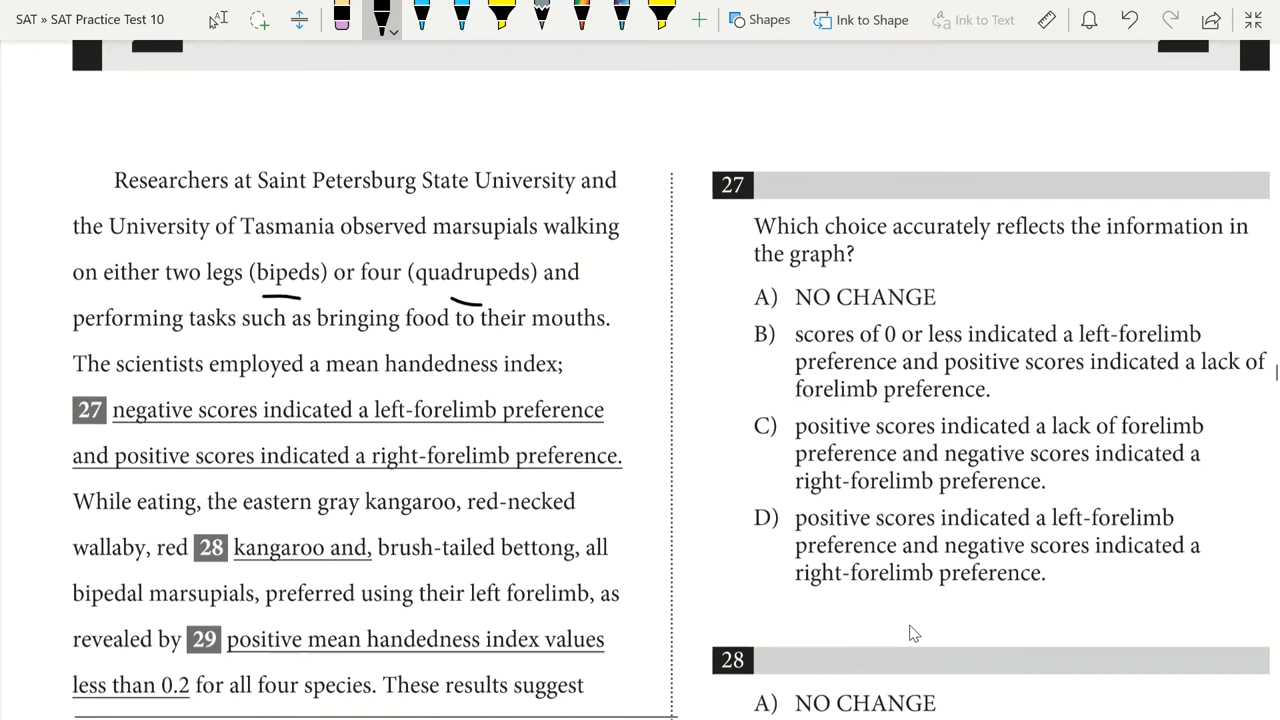 SAT » SAT Practice Test 10
Shapes
Ink to Shape
Ink to Text
Researchers at Saint Petersburg State University and
the University of Tasmania observed marsupials walking
on either two legs (bipeds) or four (quadrupeds) and
performing tasks such as bringing food to their mouths.
The scientists employed a mean handedness index;
27 negative scores indicated a left-forelimb preference
and positive scores indicated a right-forelimb preference.
While eating, the eastern gray kangaroo, red-necked
wallaby, red 28 kangaroo and, brush-tailed bettong, all
bipedal marsupials, preferred using their left forelimb, as
revealed by 29 positive mean handedness index values
less than 0.2 for all four species. These results suggest
27
Which choice accurately reflects the information in
the graph?
A) NO CHANGE
B) scores of 0 or less indicated a left-forelimb
preference and positive scores indicated a lack of
forelimb preference.
C) positive scores indicated a lack of forelimb
preference and negative scores indicated a
right-forelimb preference.
D) positive scores indicated a left-forelimb
preference and negative scores indicated a
right-forelimb preference.
28
A) NO CHANGE